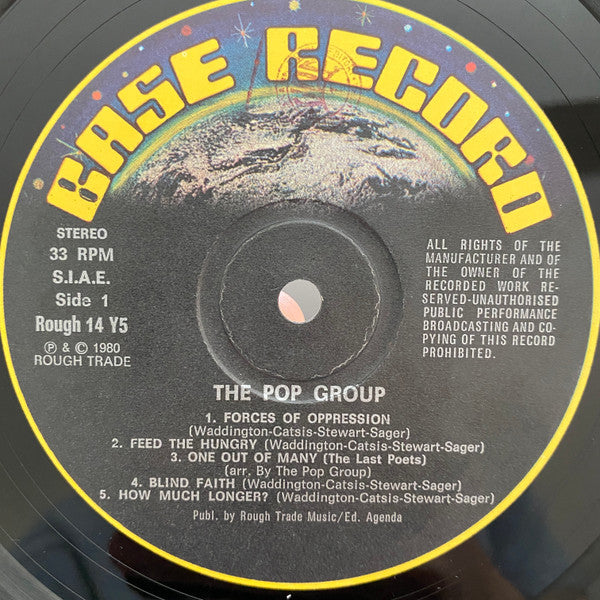 BASE RECORD
STEREO
33 RPM
S.I.A.E.
Side 1
Rough 14 Y5
Ⓟ & © 1980
ROUGH TRADE
ALL RIGHTS OF THE
MANUFACTURER AND OF
THE OWNER OF THE
RECORDED WORK RE-
SERVED-UNAUTHORISED
PUBLIC PERFORMANCE
BROADCASTING AND CO-
PYING OF THIS RECORD
PROHIBITED.
THE POP GROUP
1. FORCES OF OPPRESSION
(Waddington-Catsis-Stewart-Sager)
2. FEED THE HUNGRY (Waddington-Catsis-Stewart-Sager)
3. ONE OUT OF MANY (The Last Poets)
(arr. By The Pop Group)
4. BLIND FAITH (Waddington-Catsis-Stewart-Sager)
5. HOW MUCH LONGER? (Waddington-Catsis-Stewart-Sager)
Publ. by Rough Trade Music/Ed. Agenda